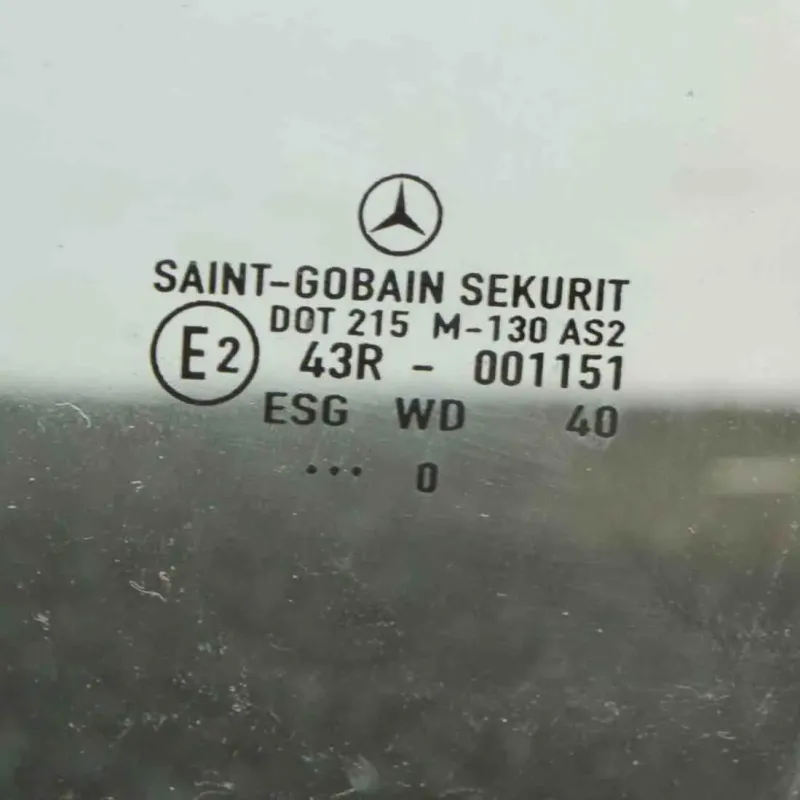 SAINT-GOBAIN SEKURIT
DOT 215 M-130 AS2
E2 43R - 001151
ESG WD 40
... 0